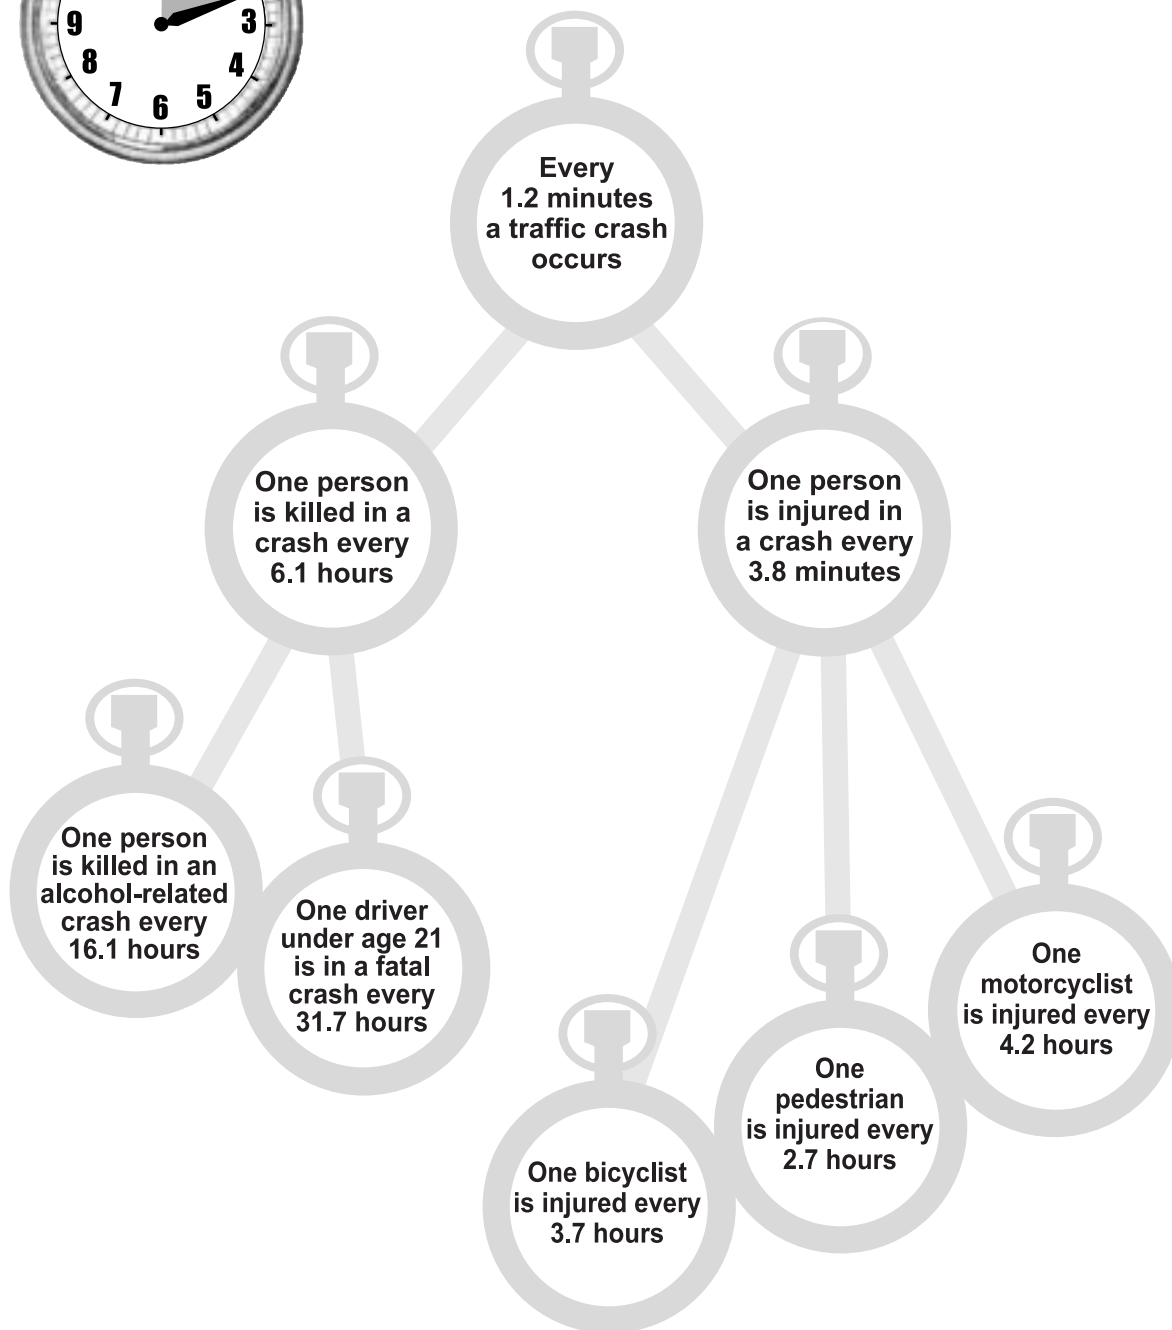 9
3
8
4
7
6
5
Every
1.2 minutes
a traffic crash
occurs
One person
is killed in a
crash every
6.1 hours
One person
is injured in
a crash every
3.8 minutes
One person
is killed in an
alcohol-related
crash every
16.1 hours
One driver
under age 21
is in a fatal
crash every
31.7 hours
One
motorcyclist
is injured every
4.2 hours
One
pedestrian
is injured every
2.7 hours
One bicyclist
is injured every
3.7 hours